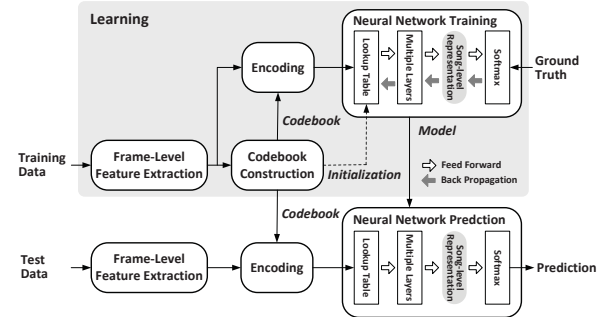 Learning
Neural Network Training
Lookup Table
Multiple Layers
Song-level
Representation
Softmax
Ground
Truth
Encoding
Codebook
Training
Data
Frame-Level
Feature Extraction
Codebook
Construction
Initialization
Model
Feed Forward
Back Propagation
Codebook
Neural Network Predction
Lookup Table
Multiple Layers
Song-level
Representation
Softmax
Test
Data
Frame-Level
Feature Extraction
Encoding
Prediction